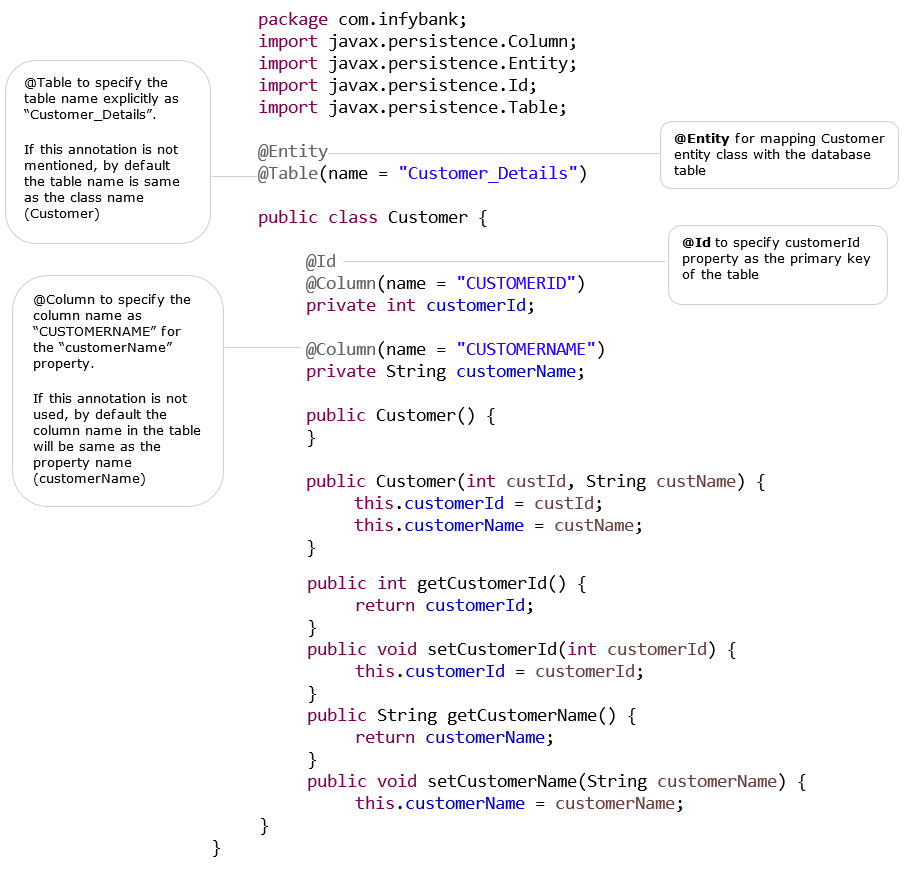 package com.infybank;
import javax.persistence.Column;
import javax.persistence.Entity;
import javax.persistence.Id;
import javax.persistence.Table;
@Table to specify the
table name explicitly as
“Customer_Details”.
If this annotation is not
mentioned, by default
the table name is same
as the class name
(Customer)
@Entity
@Table(name = "Customer_Details")
@Entity for mapping Customer
entity class with the database
table
public class Customer {
@Id
@Column(name = "CUSTOMERID")
private int customerId;
@Id to specify customerId
property as the primary key
of the table
@Column to specify the
column name as
“CUSTOMERNAME” for
the “customerName”
property.
If this annotation is not
used, by default the
column name in the table
will be same as the
property name
(customerName)
@Column(name = "CUSTOMERNAME")
private String customerName;
public Customer() {
}
public Customer(int custId, String custName) {
this.customerId = custId;
this.customerName = custName;
}
public int getCustomerId() {
return customerId;
}
public void setCustomerId(int customerId) {
this.customerId = customerId;
}
public String getCustomerName() {
return customerName;
}
public void setCustomerName(String customerName) {
this.customerName = customerName;
}
}